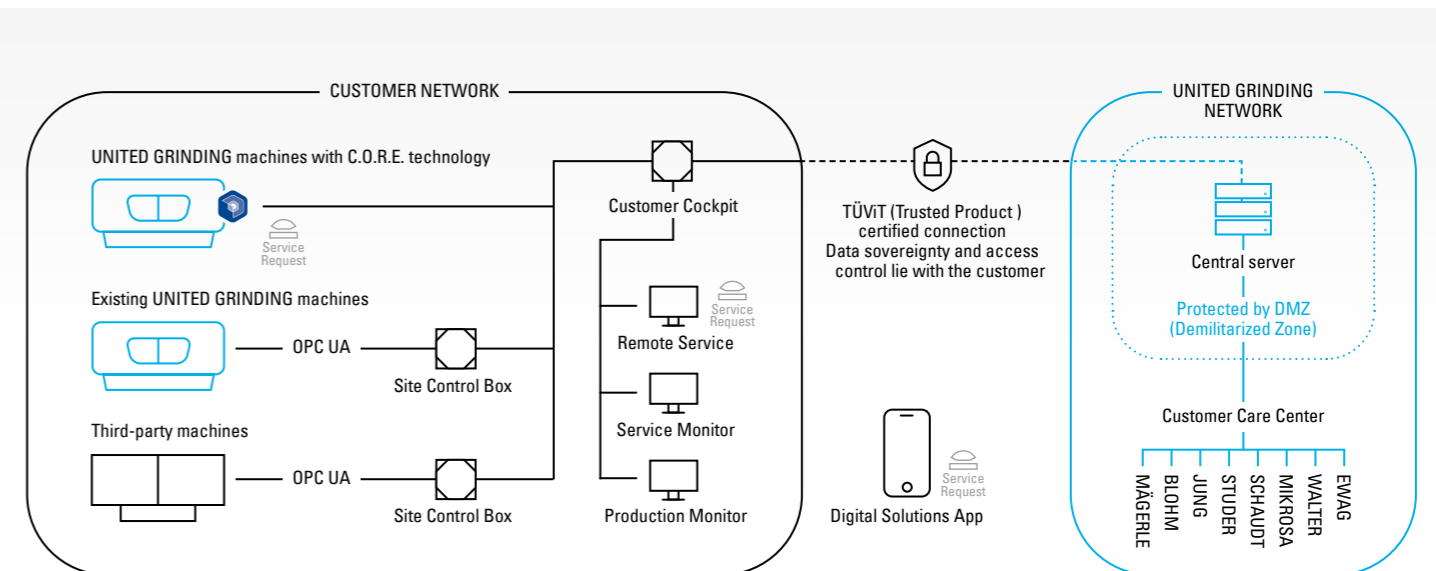 CUSTOMER NETWORK
UNITED GRINDING machines with C.O.R.E. technology
Service
Request
Existing UNITED GRINDING machines
OPC UA
Site Control Box
Third-party machines
OPC UA
Site Control Box
Customer Cockpit
Service
Request
Remote Service
Service Monitor
Production Monitor
TÜViT (Trusted Product )
certified connection
Data sovereignty and access
control lie with the customer
Service
Request
Digital Solutions App
UNITED GRINDING
NETWORK
Central server
Protected by DMZ
(Demilitarized Zone)
Customer Care Center
MÄGERLE
BLOHM
JUNG
STUDER
SCHAUDT
MIKROSA
WALTER
EWAG